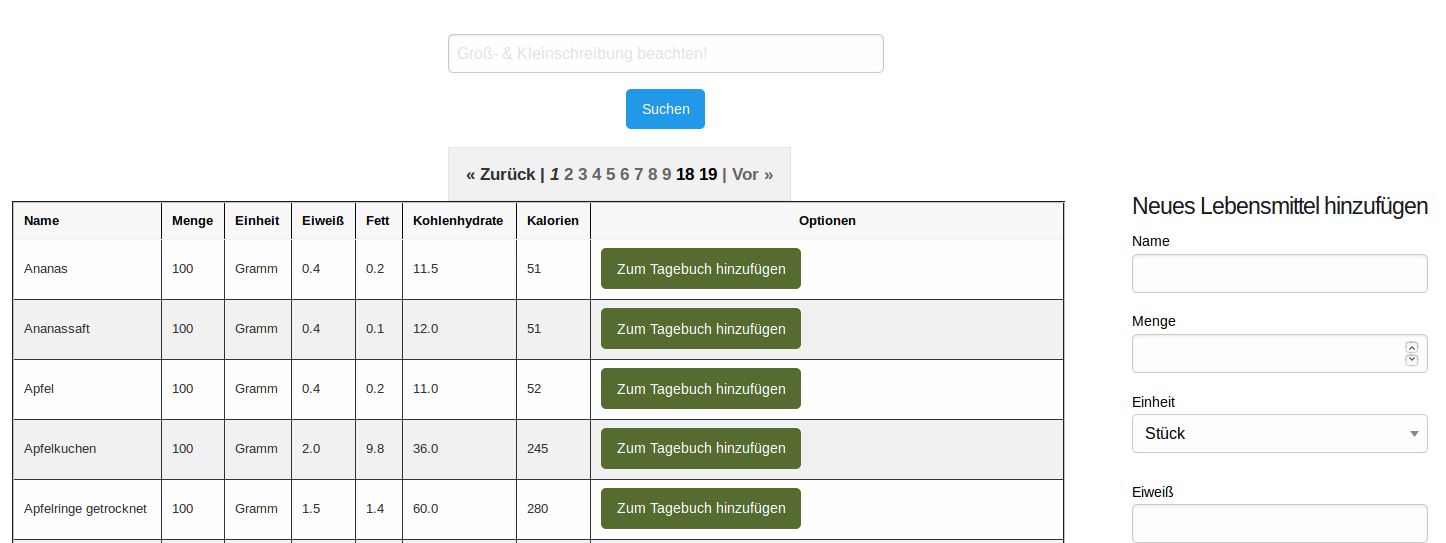 Groß- & Kleinschreibung beachten!
Suchen
« Zurück | 1 2 3 4 5 6 7 8 9 18 19 | Vor »
Name Menge Einheit Eiweiß Fett Kohlenhydrate Kalorien Optionen
Ananas 100 Gramm 0.4 0.2 11.5 51 Zum Tagebuch hinzufügen
Ananassaft 100 Gramm 0.4 0.1 12.0 51 Zum Tagebuch hinzufügen
Apfel 100 Gramm 0.4 0.2 11.0 52 Zum Tagebuch hinzufügen
Apfelkuchen 100 Gramm 2.0 9.8 36.0 245 Zum Tagebuch hinzufügen
Apfelringe getrocknet 100 Gramm 1.5 1.4 60.0 280 Zum Tagebuch hinzufügen
Neues Lebensmittel hinzufügen
Name
Menge
Einheit
Stück
Eiweiß